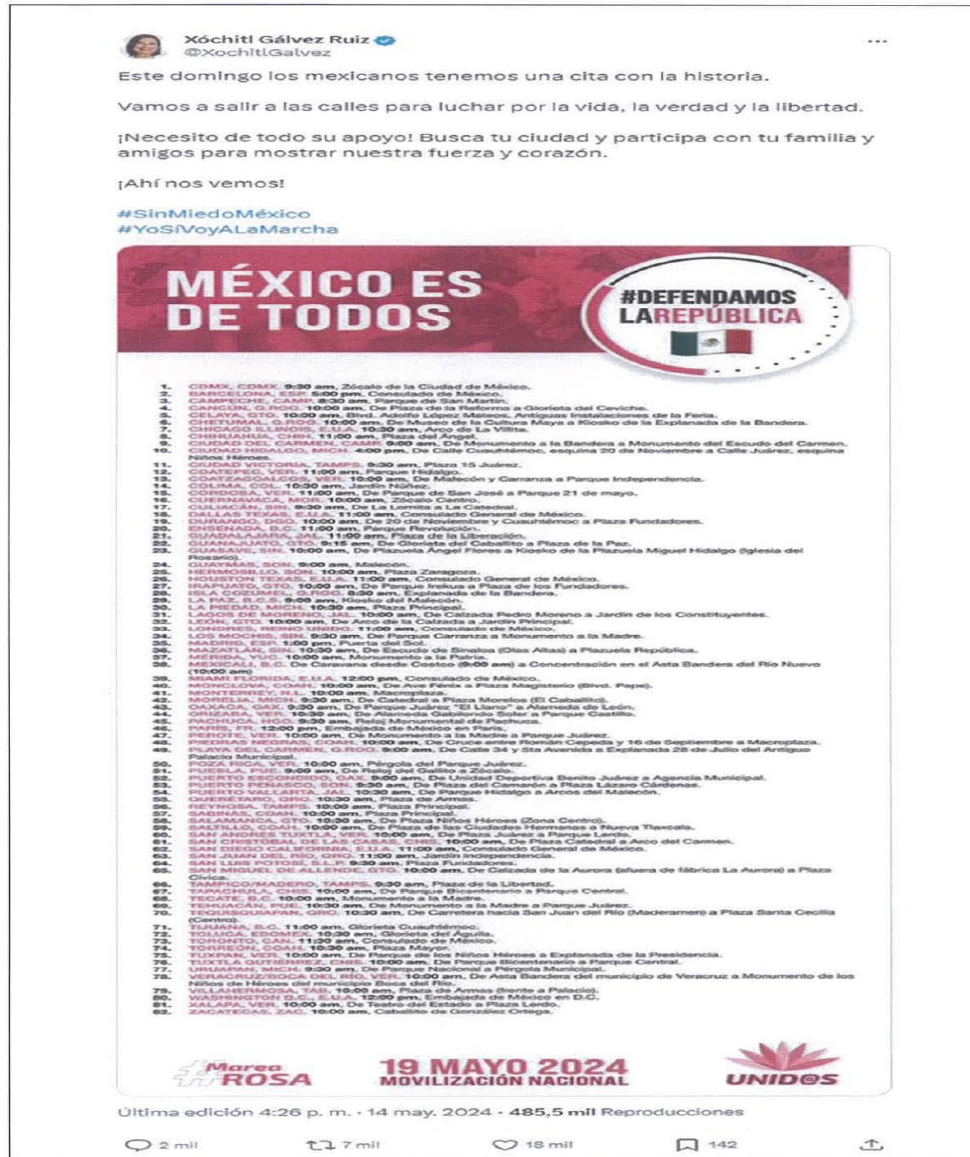 Xóchitl Gálvez Ruiz
@XochitlGalvez
Este domingo los mexicanos tenemos una cita con la historia.
Vamos a salir a las calles para luchar por la vida, la verdad y la libertad.
¡Necesito de todo su apoyo! Busca tu ciudad y participa con tu familia y
amigos para mostrar nuestra fuerza y corazón.
¡Ahí nos vemos!
#SinMiedoMéxico
#YoSíVoyALaMarcha
MÉXICO ES
DE TODOS
#DEFENDAMOS
LAREPÚBLICA
1. CDMX, CDMX. 9:30 am, Zócalo de la Ciudad de México.
2. BARCELONA, ESP. 5:00 pm, Consulado de México.
3. CAMPECHE, CAMP. 8:30 am, Parque de San Martín.
4. CANCÚN, Q.ROO. 10:00 am, De Plaza de la Reforma a Glorieta del Ceviche.
5. CELAYA, GTO. 10:00 am, Blvd. Adolfo López Mateos, Antiguas Instalaciones de la Feria.
6. CHETUMAL, Q.ROO. 10:00 am, De Museo de la Cultura Maya a Kiosko de la Explanada de la Bandera.
7. CHICAGO ILLINOIS, E.U.A. 10:30 am, Arco de La Villita.
8. CHIHUAHUA, CHIH. 11:00 am, Plaza del Ángel.
9. CIUDAD DEL CARMEN, CAMP. 9:00 am, De Monumento a la Bandera a Monumento del Escudo del Carmen.
10. CIUDAD HIDALGO, MICH. 4:00 pm, De Calle Cuauhtémoc, esquina 20 de Noviembre a Calle Juárez, esquina
Niños Héroes.
11. CIUDAD VICTORIA, TAMPS. 9:30 am, Plaza 15 Juárez.
12. COATEPEC, VER. 11:00 am, Parque Hidalgo.
13. COATZACOALCOS, VER. 10:00 am, De Malecón y Carranza a Parque Independencia.
14. COLIMA, COL. 10:30 am, Jardín Núñez.
15. CÓRDOBA, VER. 11:00 am, De Parque de San José a Parque 21 de mayo.
16. CUERNAVACA, MOR. 10:00 am, Zócalo Centro.
17. CULIACÁN, SIN. 9:30 am, De La Lomita a La Catedral.
18. DALLAS TEXAS, E.U.A. 11:00 am, Consulado General de México.
19. DURANGO, DGO. 10:00 am, De 20 de Noviembre y Cuauhtémoc a Plaza Fundadores.
20. ENSENADA, B.C. 11:00 am, Parque Revolución.
21. GUADALAJARA, JAL. 11:00 am, Plaza de la Liberación.
22. GUANAJUATO, GTO. 9:15 am, De Glorieta del Caballito a Plaza de la Paz.
23. GUASAVE, SIN. 10:00 am, De Plazuela Ángel Flores a Kiosko de la Plazuela Miguel Hidalgo (Iglesia del
Rosario).
24. GUAYMAS, SON. 9:00 am, Malecón.
25. HERMOSILLO, SON. 10:00 am, Plaza Zaragoza.
26. HOUSTON TEXAS, E.U.A. 11:00 am, Consulado General de México.
27. IRAPUATO, GTO. 10:00 am, De Parque Irekua a Plaza de los Fundadores.
28. ISLA COZUMEL, Q.ROO. 8:30 am, Explanada de la Bandera.
29. LA PAZ, B.C.S. 9:00 am, Kiosko del Malecón.
30. LA PIEDAD, MICH. 10:30 am, Plaza Principal.
31. LAGOS DE MORENO, JAL. 10:00 am, De Calzada Pedro Moreno a Jardín de los Constituyentes.
32. LEÓN, GTO. 10:00 am, De Arco de la Calzada a Jardín Principal.
33. LONDRES, REINO UNIDO. 11:00 am, Consulado de México.
34. LOS MOCHIS, SIN. 9:30 am, De Parque Carranza a Monumento a la Madre.
35. MADRID, ESP. 1:00 pm, Puerta del Sol.
36. MAZATLÁN, SIN. 10:30 am, De Escudo de Sinaloa (Olas Altas) a Plazuela República.
37. MÉRIDA, YUC. 10:00 am, Monumento a la Patria.
38. MEXICALI, B.C. De Caravana desde Costco (9:00 am) a Concentración en el Asta Bandera del Río Nuevo
(10:00 am)
39. MIAMI FLORIDA, E.U.A. 12:00 pm, Consulado de México.
40. MONCLOVA, COAH. 10:00 am, De Ave Fénix a Plaza Magisterio (Blvd. Pape).
41. MONTERREY, N.L. 10:00 am, Macroplaza.
42. MORELIA, MICH. 9:30 am, De Catedral a Plaza Morelos (El Caballito).
43. OAXACA, OAX. 9:30 am, De Parque Juárez "El Llano" a Alameda de León.
44. ORIZABA, VER. 10:30 am, De Alameda Gabilondo Soler a Parque Castillo.
45. PACHUCA, HGO. 9:30 am, Reloj Monumental de Pachuca.
46. PARÍS, FR. 12:00 pm, Embajada de México en París.
47. PEROTE, VER. 10:00 am, De Monumento a la Madre a Parque Juárez.
48. PIEDRAS NEGRAS, COAH. 10:00 am, De Cruce entre Román Cepeda y 16 de Septiembre a Macroplaza.
49. PLAYA DEL CARMEN, Q.ROO. 9:00 am, De Calle 34 y 5ta Avenida a Explanada 28 de Julio del Antiguo
Palacio Municipal.
50. POZA RICA, VER. 10:00 am, Pérgola del Parque Juárez.
51. PUEBLA, PUE. 9:00 am, De Reloj del Gallito a Zócalo.
52. PUERTO ESCONDIDO, OAX. 9:00 am, De Unidad Deportiva Benito Juárez a Agencia Municipal.
53. PUERTO PEÑASCO, SON. 9:30 am, De Plaza del Camarón a Plaza Lázaro Cárdenas.
54. PUERTO VALLARTA, JAL. 10:30 am, De Parque Hidalgo a Arcos del Malecón.
55. QUERÉTARO, QRO. 10:30 am, Plaza de Armas.
56. REYNOSA, TAMPS. 10:00 am, Plaza Principal.
57. SABINAS, COAH. 10:00 am, Plaza Principal.
58. SALAMANCA, GTO. 10:30 am, De Plaza Niños Héroes (Zona Centro).
59. SALTILLO, COAH. 10:00 am, De Plaza de las Ciudades Hermanas a Nueva Tlaxcala.
60. SAN ANDRÉS TUXTLA, VER. 10:00 am, De Plaza Juárez a Parque Lerdo.
61. SAN CRISTÓBAL DE LAS CASAS, CHIS. 10:00 am, De Plaza Catedral a Arco del Carmen.
62. SAN DIEGO CALIFORNIA, E.U.A. 11:00 am, Consulado General de México.
63. SAN JUAN DEL RÍO, QRO. 11:00 am, Jardín Independencia.
64. SAN LUIS POTOSÍ, S.L.P. 9:30 am, Plaza Fundadores.
65. SAN MIGUEL DE ALLENDE, GTO. 10:00 am, De Calzada de la Aurora (afuera de fábrica La Aurora) a Plaza
Cívica.
66. TAMPICO/MADERO, TAMPS. 9:30 am, Plaza de la Libertad.
67. TAPACHULA, CHIS. 10:00 am, De Parque Bicentenario a Parque Central.
68. TECATE, B.C. 10:00 am, Monumento a la Madre.
69. TEHUACÁN, PUE. 10:30 am, De Monumento a la Madre a Parque Juárez.
70. TEQUISQUIAPAN, QRO. 10:30 am, De Carretera hacia San Juan del Río (Maderamen) a Plaza Santa Cecilia
(Centro).
71. TIJUANA, B.C. 11:00 am, Glorieta Cuauhtémoc.
72. TOLUCA, EDOMEX. 10:30 am, Glorieta del Águila.
73. TORONTO, CAN. 11:30 am, Consulado de México.
74. TORREÓN, COAH. 10:30 am, Plaza Mayor.
75. TUXPAN, VER. 10:00 am, De Parque de los Niños Héroes a Explanada de la Presidencia.
76. TUXTLA GUTIÉRREZ, CHIS. 10:00 am, De Parque Bicentenario a Parque Central.
77. URUAPAN, MICH. 9:30 am, De Parque Nacional a Pérgola Municipal.
78. VERACRUZ/BOCA DEL RÍO, VER. 10:00 am, De Asta Bandera del municipio de Veracruz a Monumento de los
Niños de Héroes del municipio Boca del Río.
79. VILLAHERMOSA, TAB. 10:00 am, Plaza de Armas (frente a Palacio).
80. WASHINGTON D.C., E.U.A. 12:00 pm, Embajada de México en D.C.
81. XALAPA, VER. 10:00 am, De Teatro del Estado a Plaza Lerdo.
82. ZACATECAS, ZAC. 10:00 am, Caballito de González Ortega.
#Marea
ROSA
19 MAYO 2024
MOVILIZACIÓN NACIONAL
UNID@S
Última edición 4:26 p. m. · 14 may. 2024 · 485,5 mil Reproducciones
2 mil 7 mil 18 mil 142